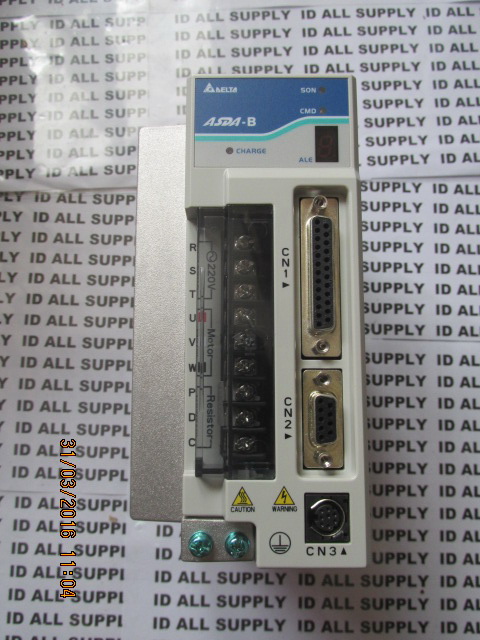 ID ALL SUPPLY
DELTA
SON
CMD
ASDA-B
CHARGE
ALE
R
S
T
U
V
W
P
D
C
220V
Motor
Resistor
CN1
CN2
CAUTION
WARNING
CN3
31/03/2016 11:04